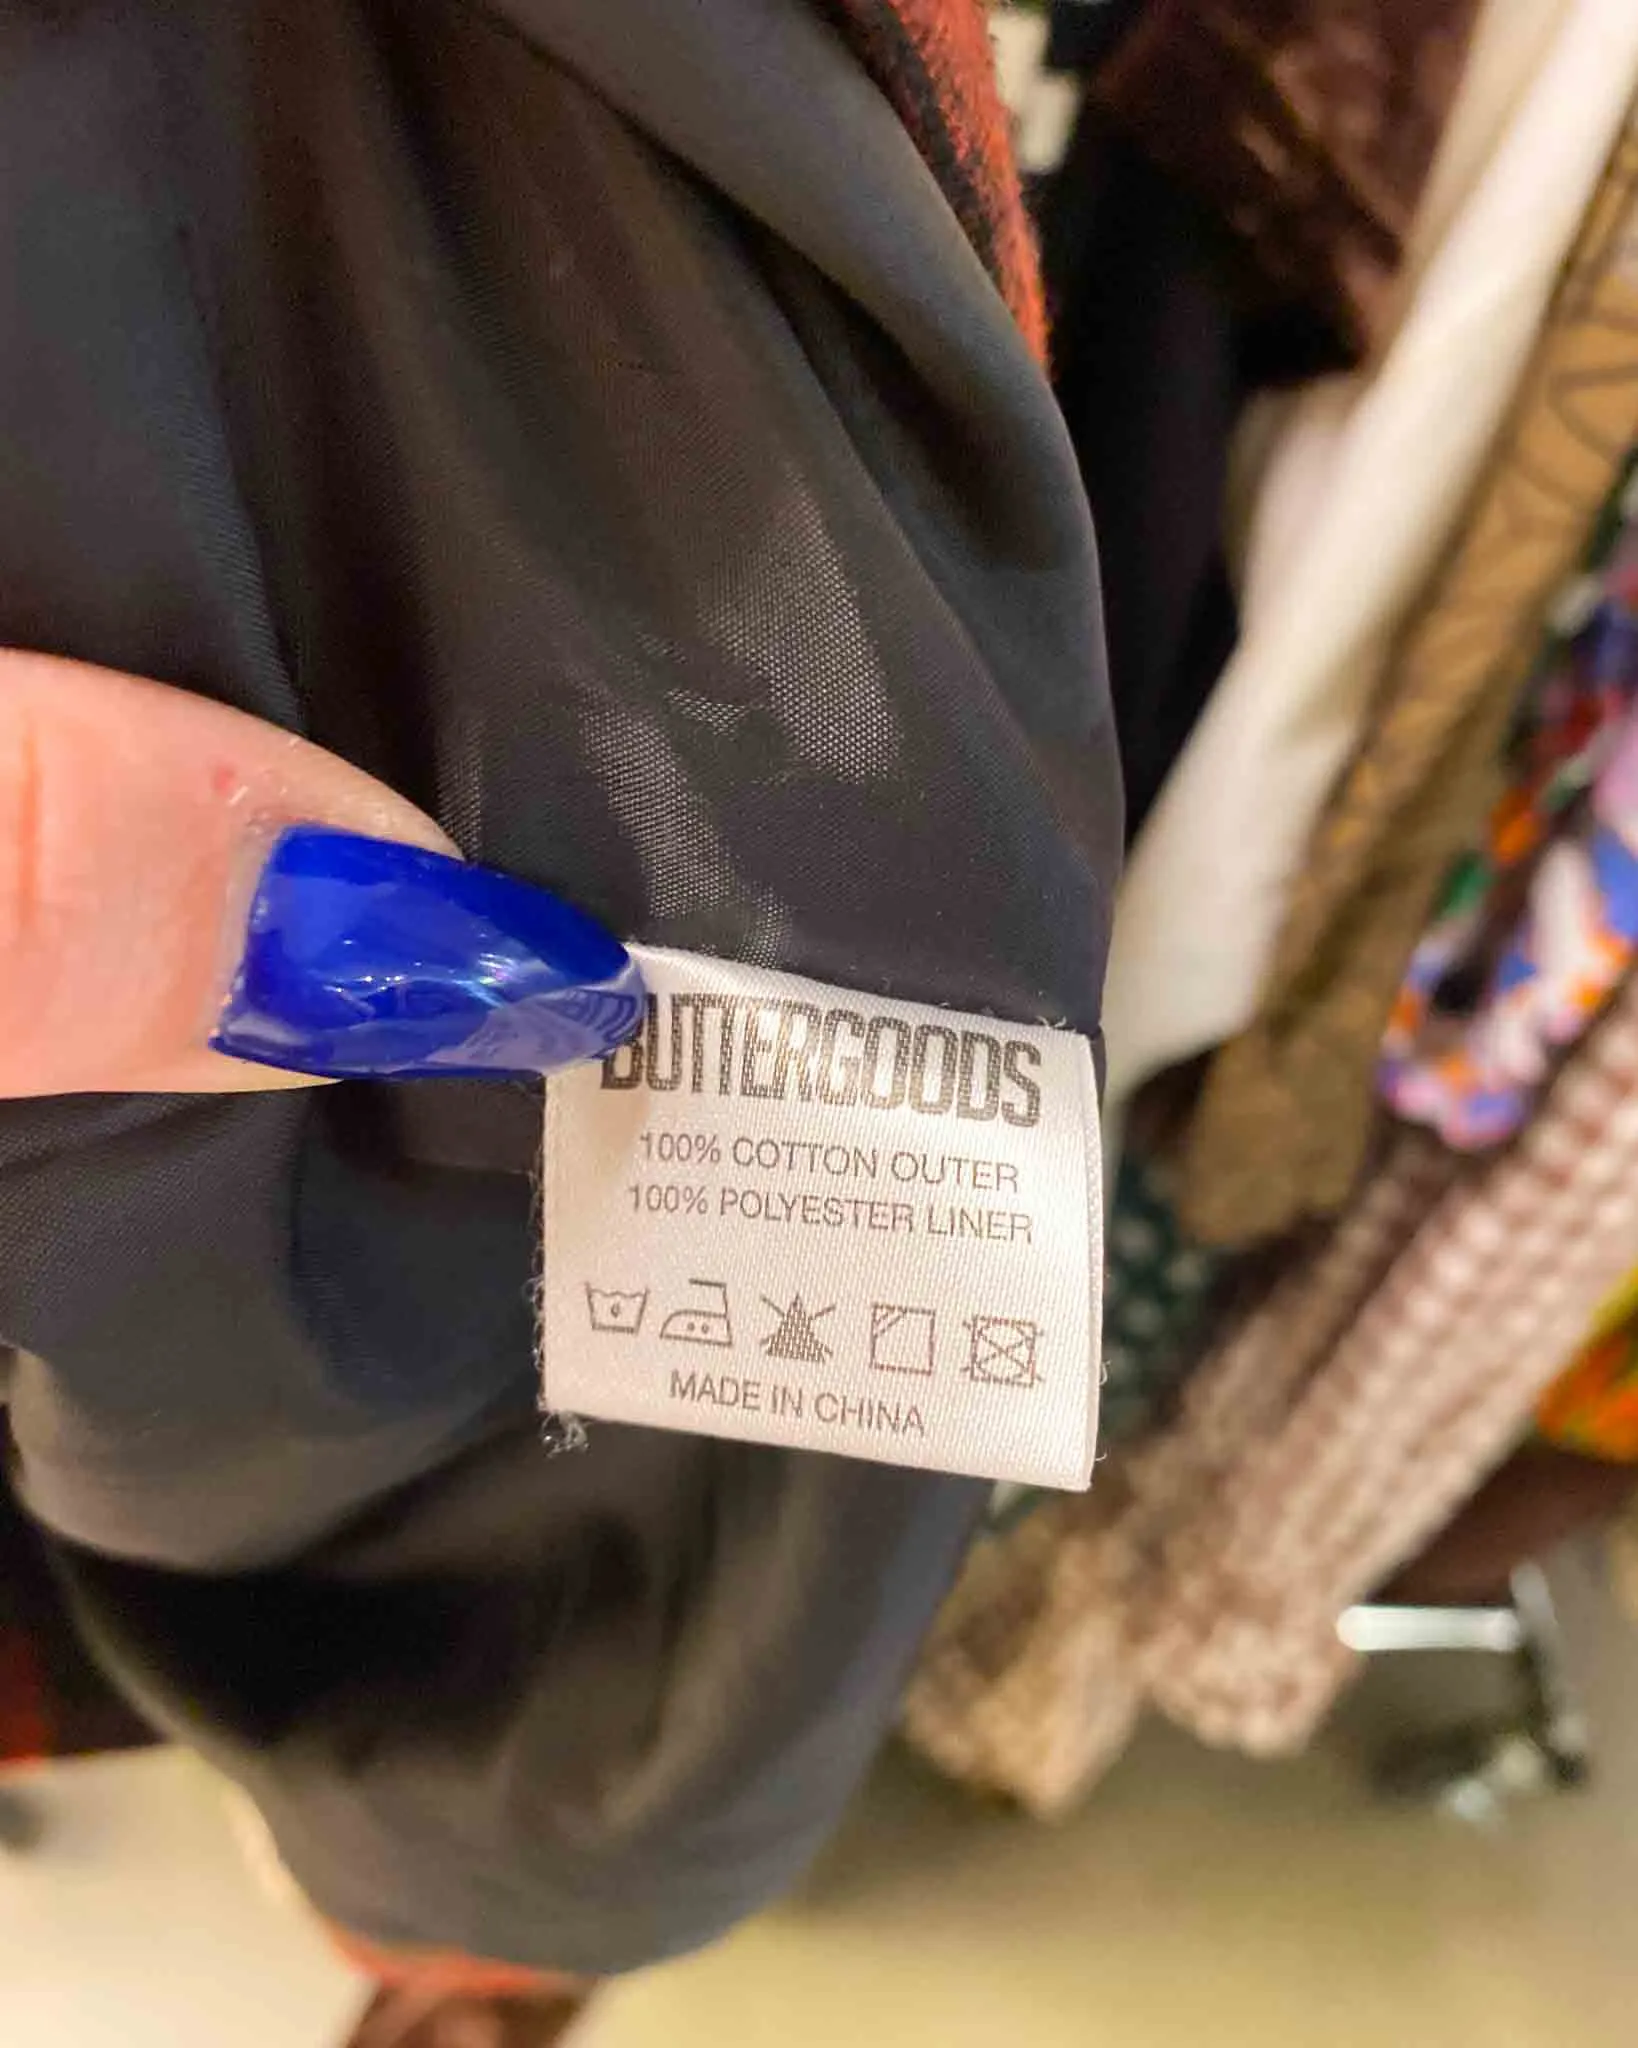 BUTTERGOODS
100% COTTON OUTER
100% POLYESTER LINER
MADE IN CHINA